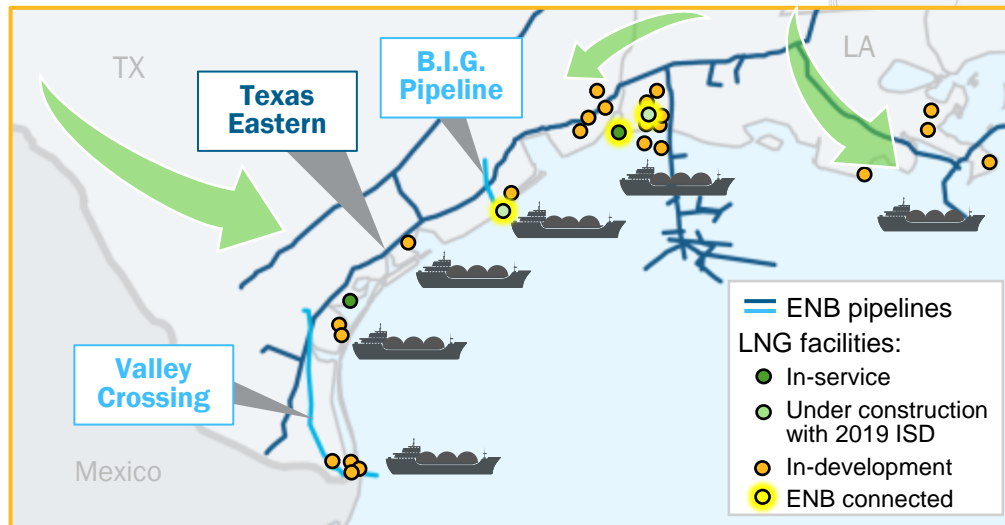 TX
LA
B.I.G.
Pipeline
Texas
Eastern
Valley
Crossing
Mexico
ENB pipelines
LNG facilities:
In-service
Under construction
with 2019 ISD
In-development
ENB connected